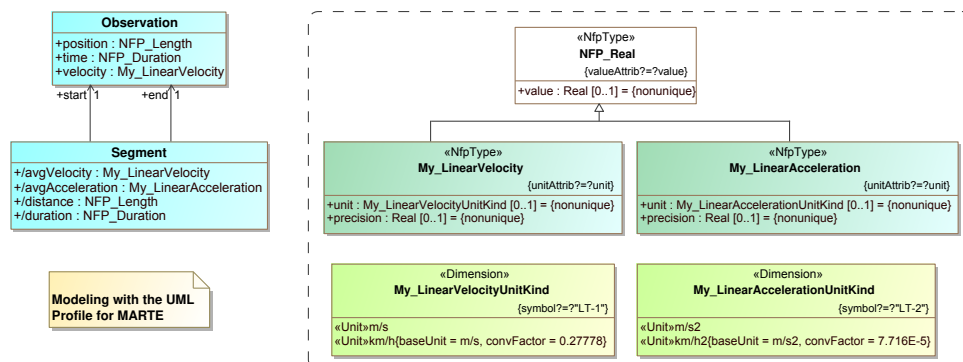 Observation
+position : NFP_Length
+time : NFP_Duration
+velocity : My_LinearVelocity
+start 1
+end 1
Segment
+/avgVelocity : My_LinearVelocity
+/avgAcceleration : My_LinearAcceleration
+/distance : NFP_Length
+/duration : NFP_Duration
Modeling with the UML
Profile for MARTE
«NfpType»
NFP_Real
{valueAttrib?=?value}
+value : Real [0..1] = {nonunique}
«NfpType»
My_LinearVelocity
{unitAttrib?=?unit}
+unit : My_LinearVelocityUnitKind [0..1] = {nonunique}
+precision : Real [0..1] = {nonunique}
«NfpType»
My_LinearAcceleration
{unitAttrib?=?unit}
+unit : My_LinearAccelerationUnitKind [0..1] = {nonunique}
+precision : Real [0..1] = {nonunique}
«Dimension»
My_LinearVelocityUnitKind
{symbol?=?"LT-1"}
«Unit»m/s
«Unit»km/h{baseUnit = m/s, convFactor = 0.27778}
«Dimension»
My_LinearAccelerationUnitKind
{symbol?=?"LT-2"}
«Unit»m/s2
«Unit»km/h2{baseUnit = m/s2, convFactor = 7.716E-5}